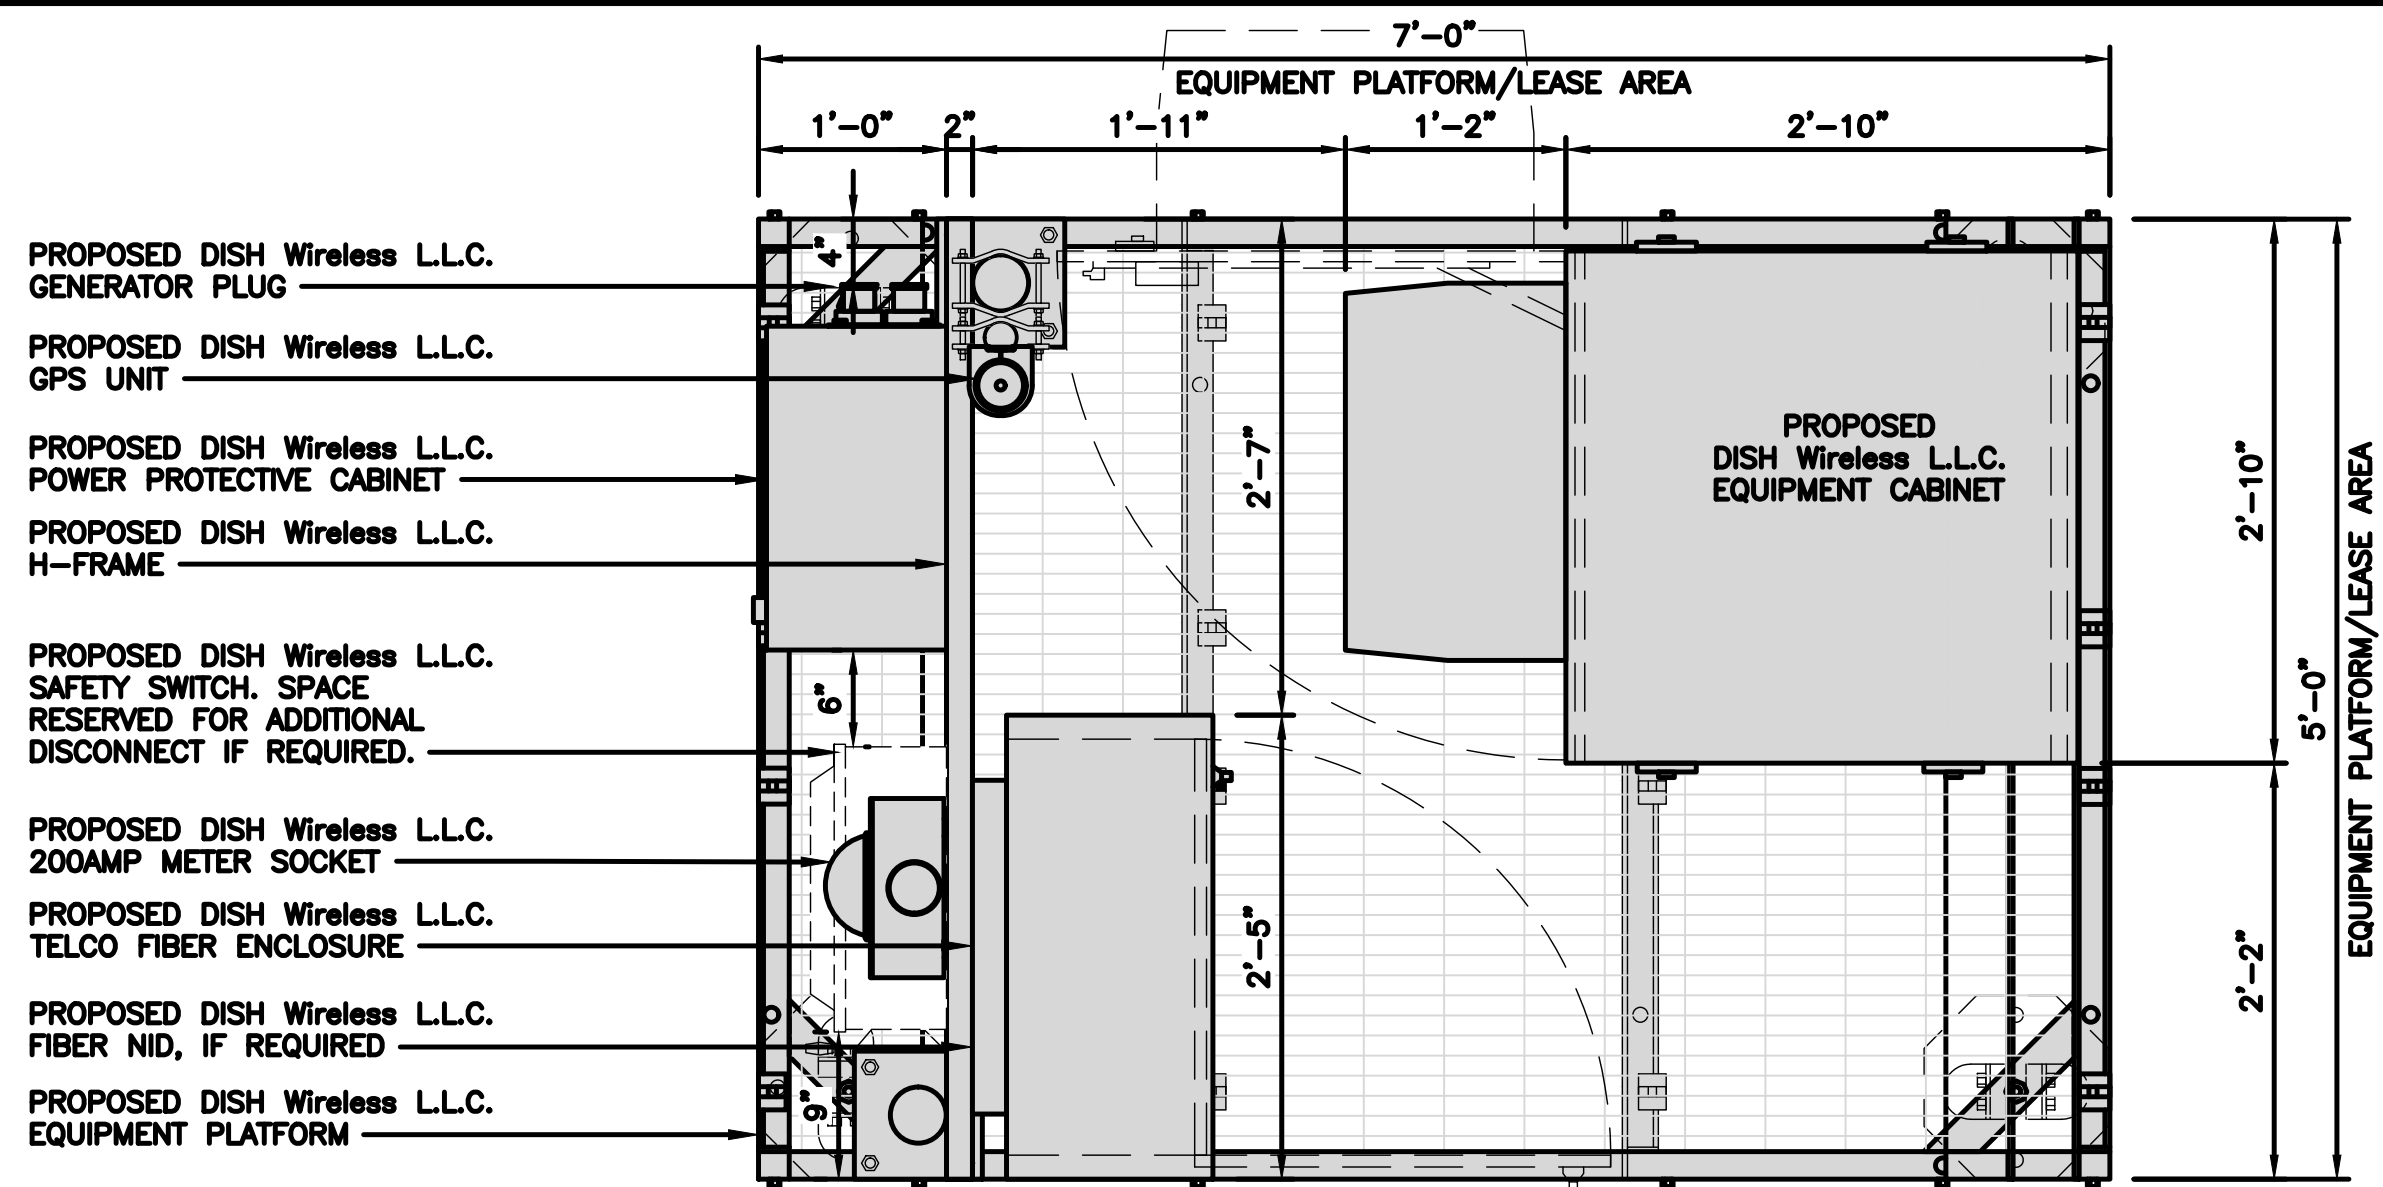 7'-0"
EQUIPMENT PLATFORM/LEASE AREA
1'-0" 2" 1'-11" 1'-2" 2'-10"
PROPOSED DISH Wireless L.L.C.
GENERATOR PLUG
PROPOSED DISH Wireless L.L.C.
GPS UNIT
PROPOSED DISH Wireless L.L.C.
POWER PROTECTIVE CABINET
PROPOSED DISH Wireless L.L.C.
H-FRAME
PROPOSED DISH Wireless L.L.C.
SAFETY SWITCH. SPACE
RESERVED FOR ADDITIONAL
DISCONNECT IF REQUIRED.
PROPOSED DISH Wireless L.L.C.
200AMP METER SOCKET
PROPOSED DISH Wireless L.L.C.
TELCO FIBER ENCLOSURE
PROPOSED DISH Wireless L.L.C.
FIBER NID, IF REQUIRED
PROPOSED DISH Wireless L.L.C.
EQUIPMENT PLATFORM
4"
6"
9"
2'-7"
2'-5"
PROPOSED
DISH Wireless L.L.C.
EQUIPMENT CABINET
2'-10"
2'-2"
5'-0"
EQUIPMENT PLATFORM/LEASE AREA